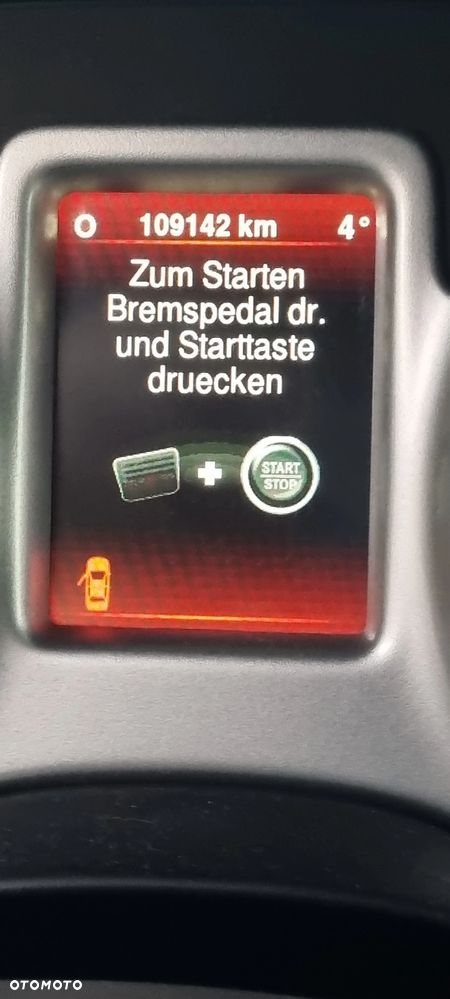 O 109142 km 4°
Zum Starten
Bremspedal dr.
und Starttaste
druecken
START
STOP
OTOMOTO